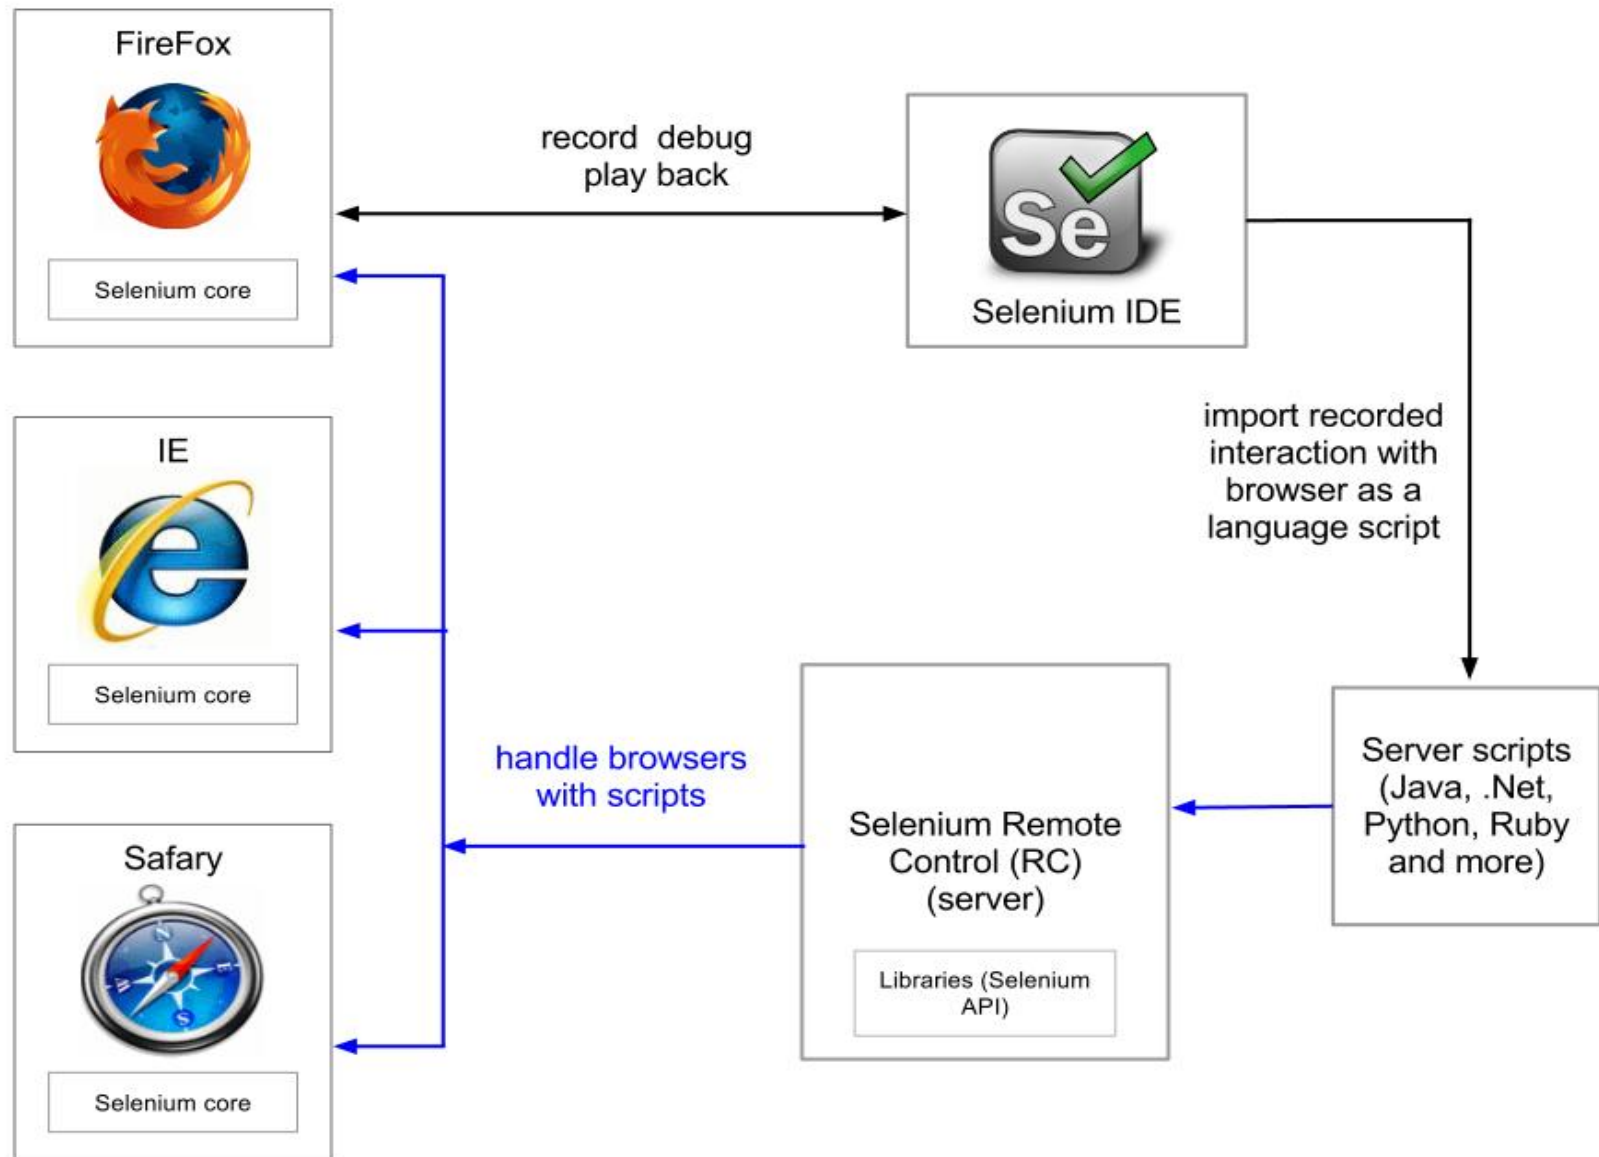 FireFox
Selenium core
record debug
play back
Se
Selenium IDE
import recorded
interaction with
browser as a
language script
IE
Selenium core
handle browsers
with scripts
Selenium Remote
Control (RC)
(server)
Libraries (Selenium
API)
Server scripts
(Java, .Net,
Python, Ruby
and more)
Safary
N
E
W
S
Selenium core